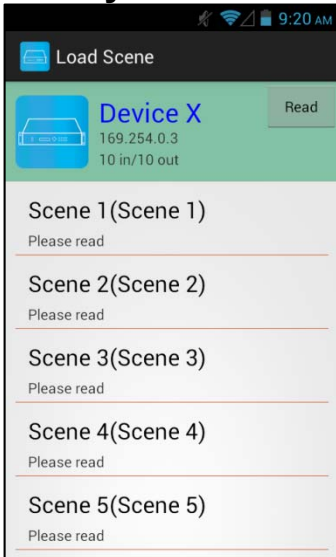 9:20 AM
Load Scene
Device X
Read
169.254.0.3
10 in/10 out
Scene 1(Scene 1)
Please read
Scene 2(Scene 2)
Please read
Scene 3(Scene 3)
Please read
Scene 4(Scene 4)
Please read
Scene 5(Scene 5)
Please read